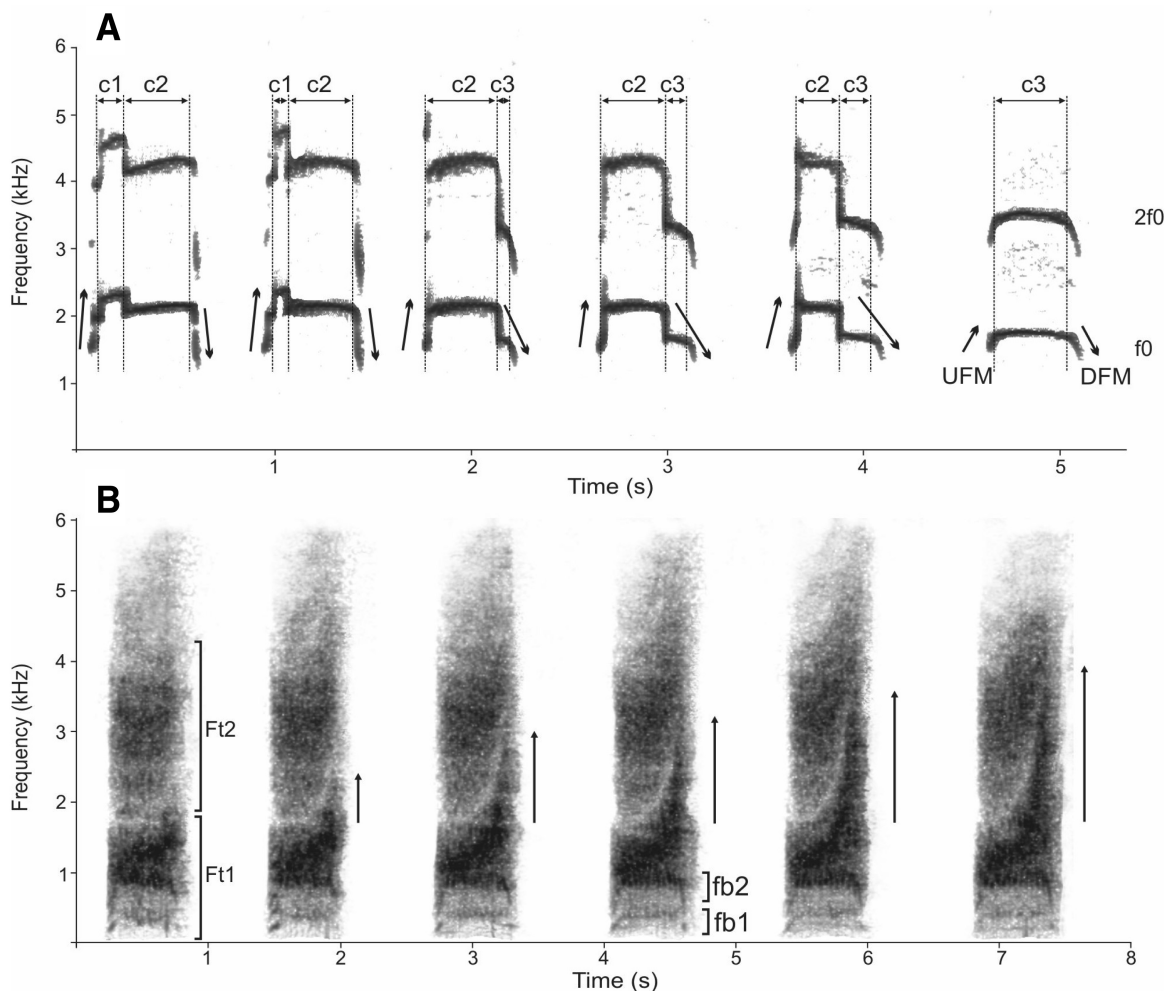 A
6
c1 c2 c1 c2 c2 c3 c2 c3 c2 c3 c3
5
4
Frequency (kHz)
2f0
3
2
f0
UFM DFM
1
1 2 3 4 5
Time (s)
B
6
5
4
Frequency (kHz)
3
Ft2
2
Ft1
1
fb2
fb1
1 2 3 4 5 6 7 8
Time (s)